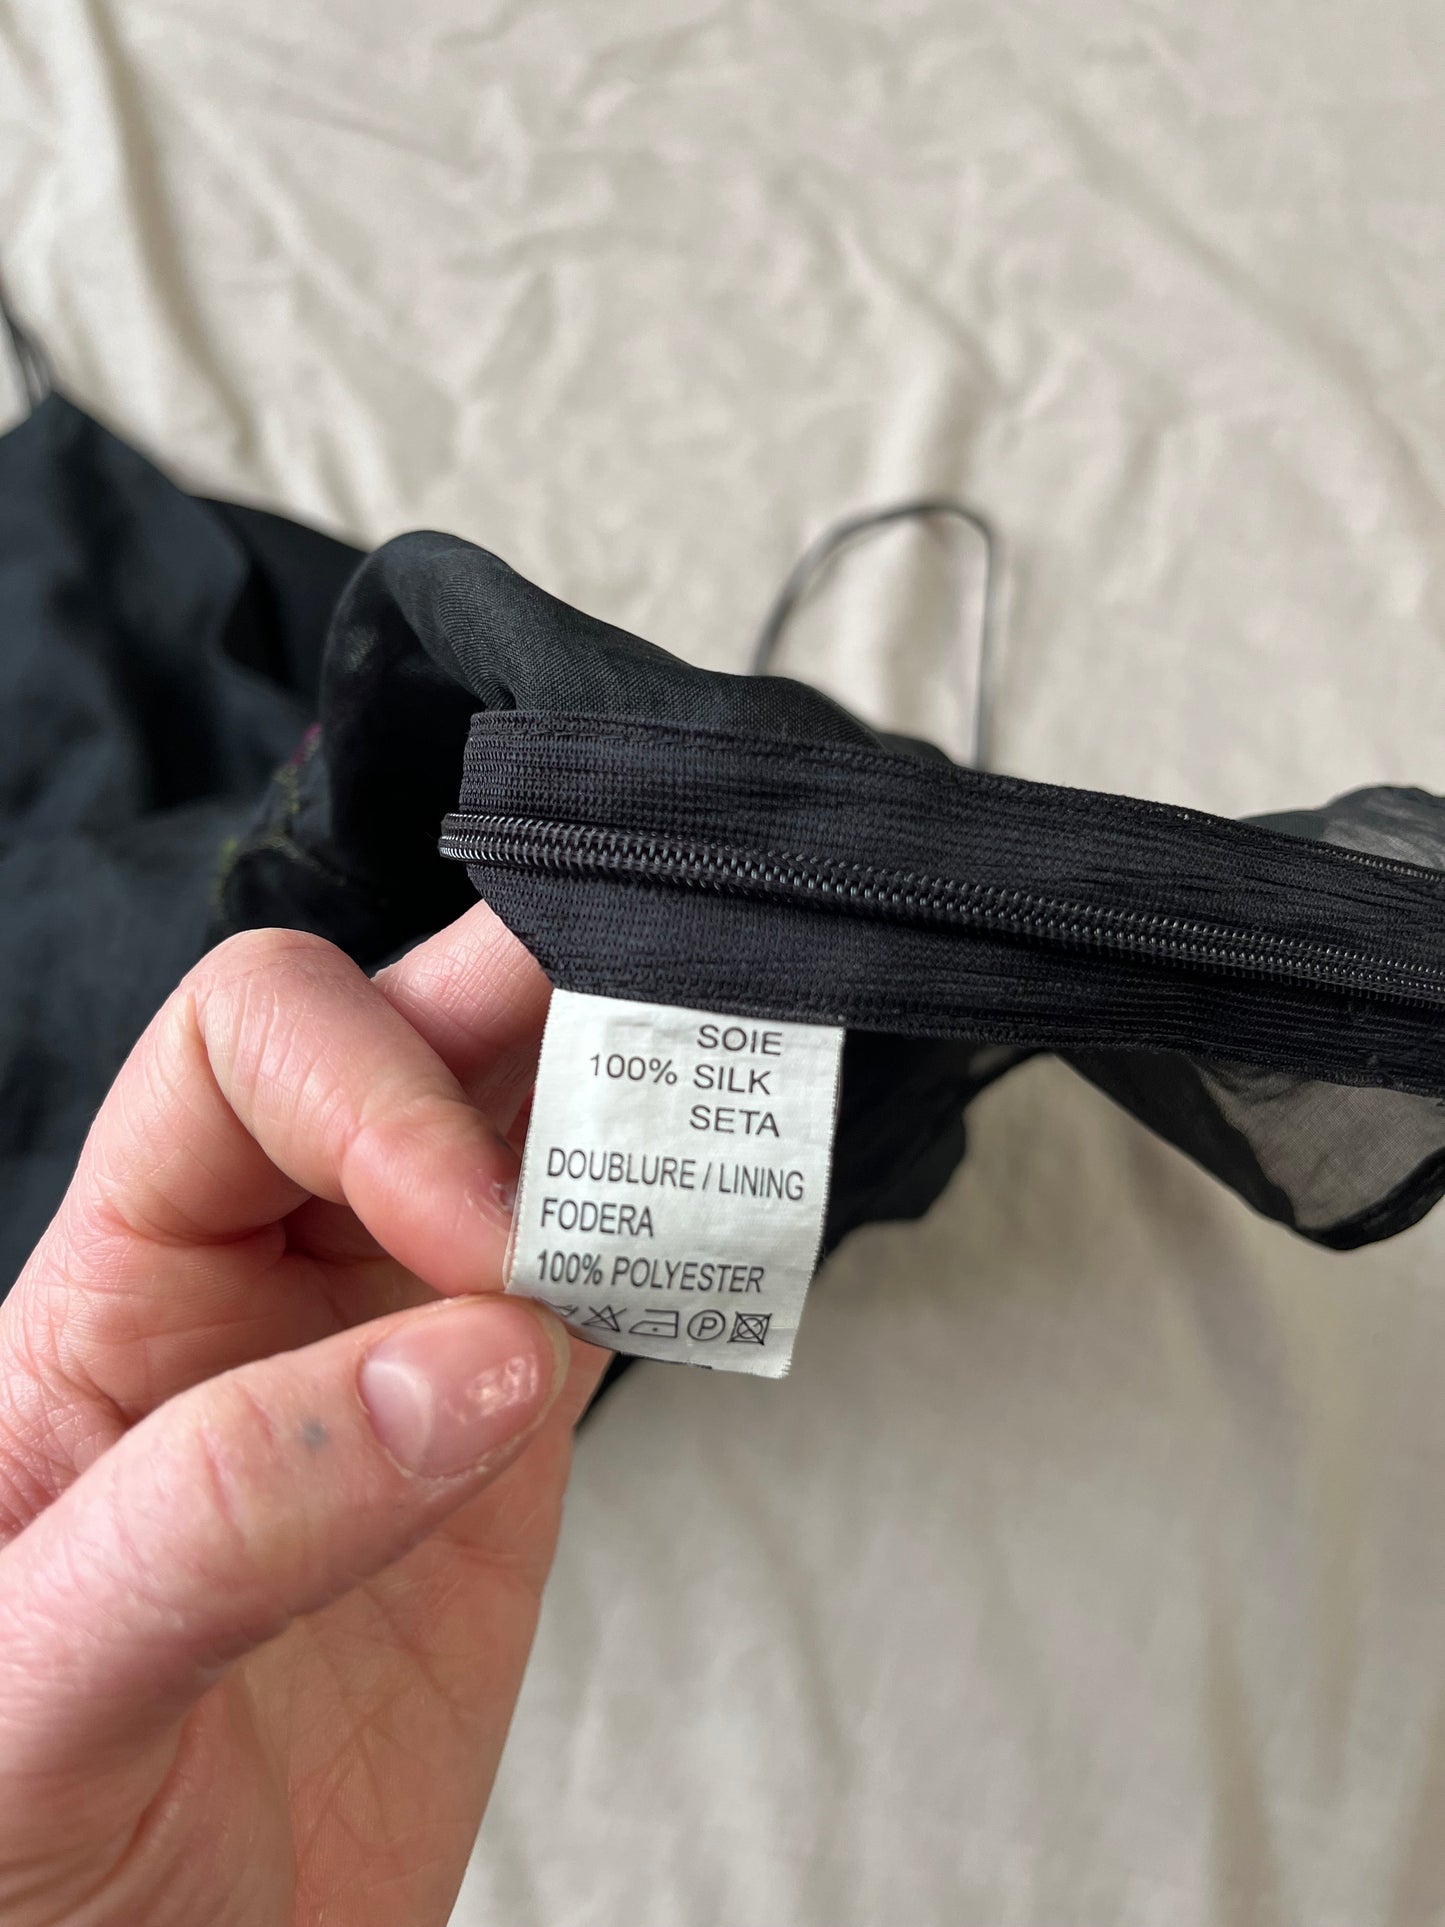 SOIE
100% SILK
SETA
DOUBLURE / LINING
FODERA
100% POLYESTER
P